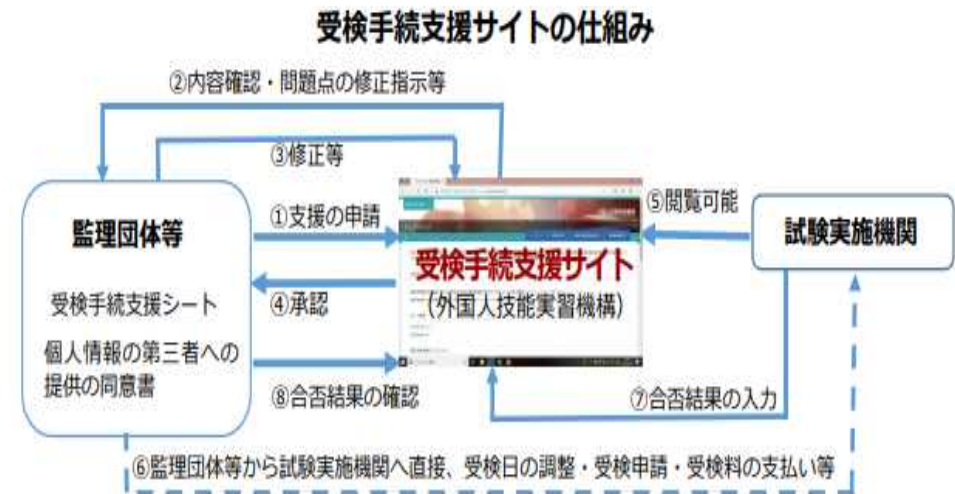 受検手続支援サイトの仕組み
②内容確認・問題点の修正指示等
③修正等
監理団体等
受検手続支援シート
個人情報の第三者への
提供の同意書
①支援の申請
④承認
⑧合否結果の確認
受検手続支援サイト
(外国人技能実習機構)
⑤閲覧可能
試験実施機関
⑦合否結果の入力
⑥監理団体等から試験実施機関へ直接、受検日の調整・受検申請・受検料の支払い等